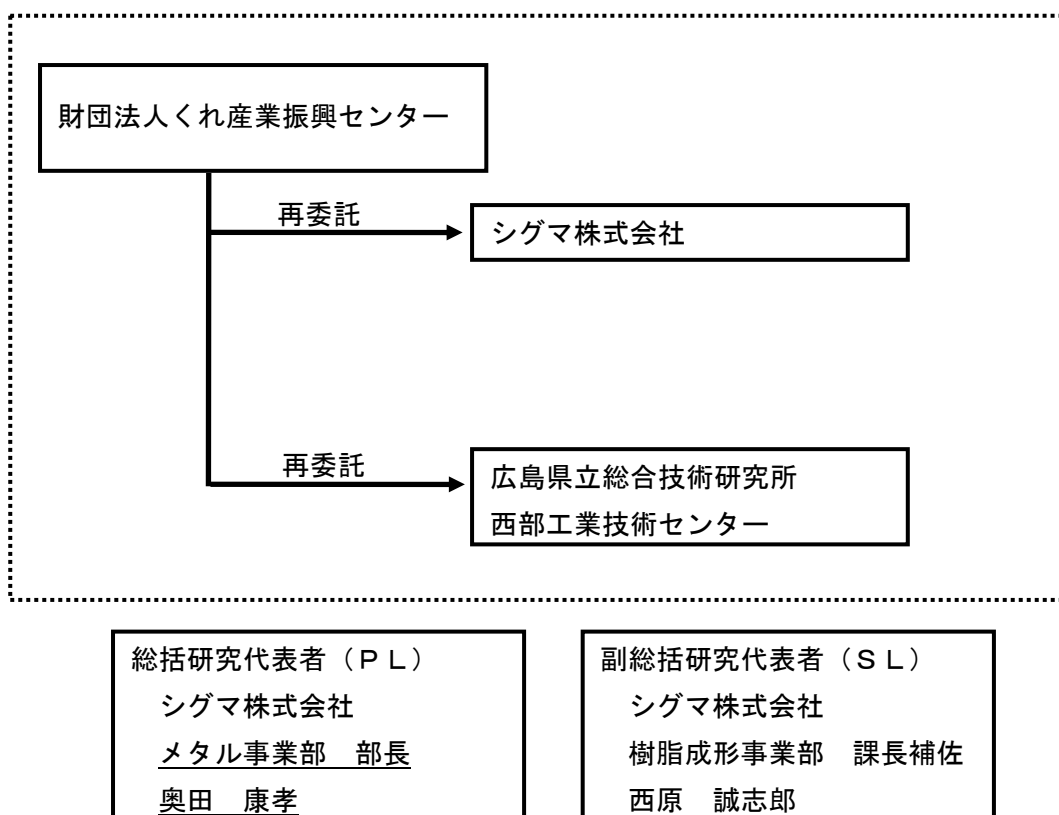 財団法人くれ産業振興センター
再委託
シグマ株式会社
再委託
広島県立総合技術研究所
西部工業技術センター
総括研究代表者（ＰＬ）
シグマ株式会社
メタル事業部　部長
奥田　康孝
副総括研究代表者（ＳＬ）
シグマ株式会社
樹脂成形事業部　課長補佐
西原　誠志郎